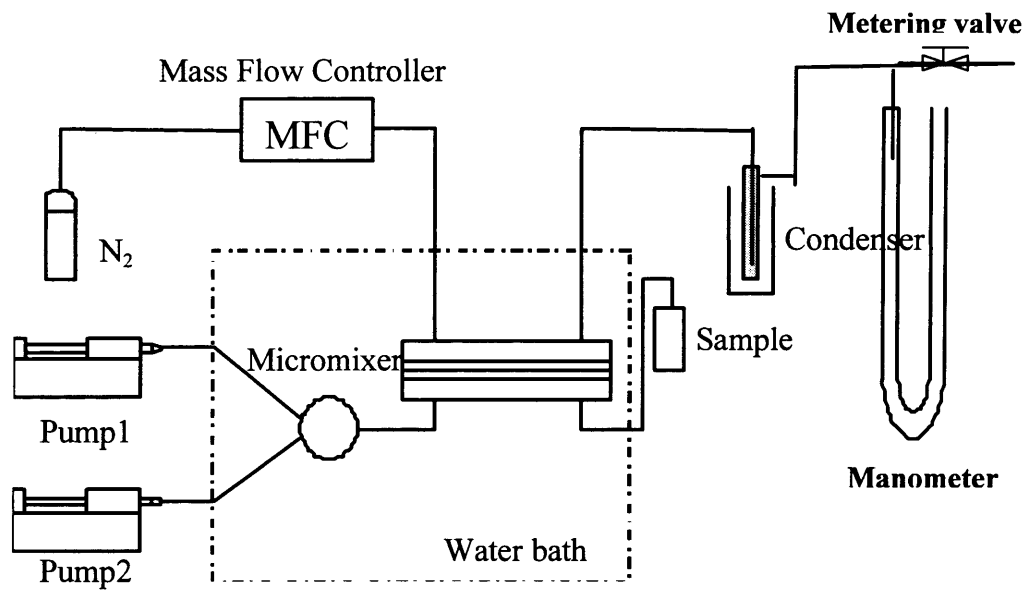 Metering valve
Mass Flow Controller
MFC
N₂
Condenser
Sample
Micromixer
Pump1
Manometer
Water bath
Pump2